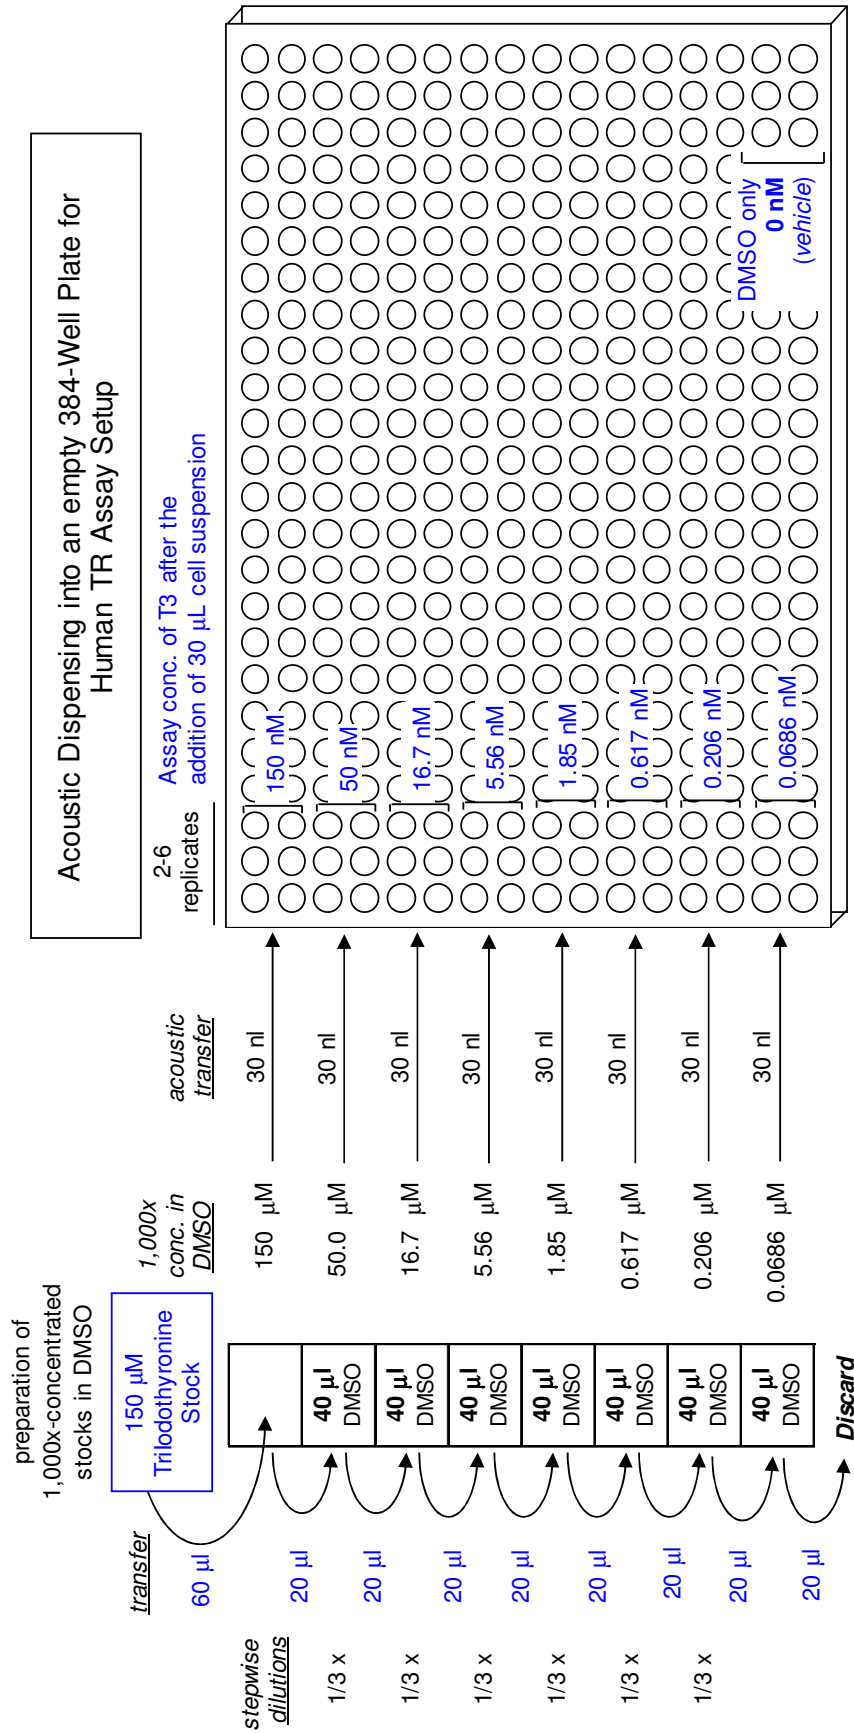 Acoustic Dispensing into an empty 384-Well Plate for
Human TR Assay Setup
preparation of
1,000x-concentrated
stocks in DMSO
transfer
60 µl
150 µM
TriIodothyronine
Stock
stepwise
dilutions
1,000x
conc. in
DMSO
acoustic
transfer
2-6
replicates
Assay conc. of T3 after the
addition of 30 µL cell suspension
20 µl
150 µM
30 nl
150 nM
1/3 x
20 µl
40 µl
DMSO
50.0 µM
30 nl
50 nM
1/3 x
20 µl
40 µl
DMSO
16.7 µM
30 nl
16.7 nM
1/3 x
20 µl
40 µl
DMSO
5.56 µM
30 nl
5.56 nM
1/3 x
20 µl
40 µl
DMSO
1.85 µM
30 nl
1.85 nM
1/3 x
20 µl
40 µl
DMSO
0.617 µM
30 nl
0.617 nM
1/3 x
20 µl
40 µl
DMSO
0.206 µM
30 nl
0.206 nM
20 µl
40 µl
DMSO
0.0686 µM
30 nl
0.0686 nM
DMSO only
0 nM
(vehicle)
Discard